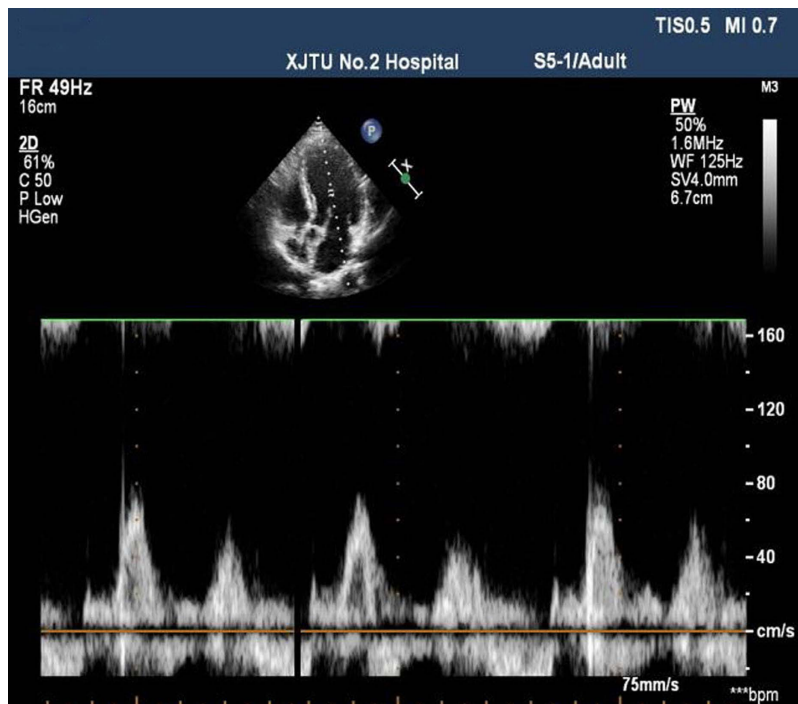 TIS0.5 MI 0.7
XJTU No.2 Hospital S5-1/Adult
FR 49Hz
16cm
2D
61%
C 50
P Low
HGen
P
M3
PW
50%
1.6MHz
WF 125Hz
SV4.0mm
6.7cm
160
120
80
40
cm/s
75mm/s
***bpm